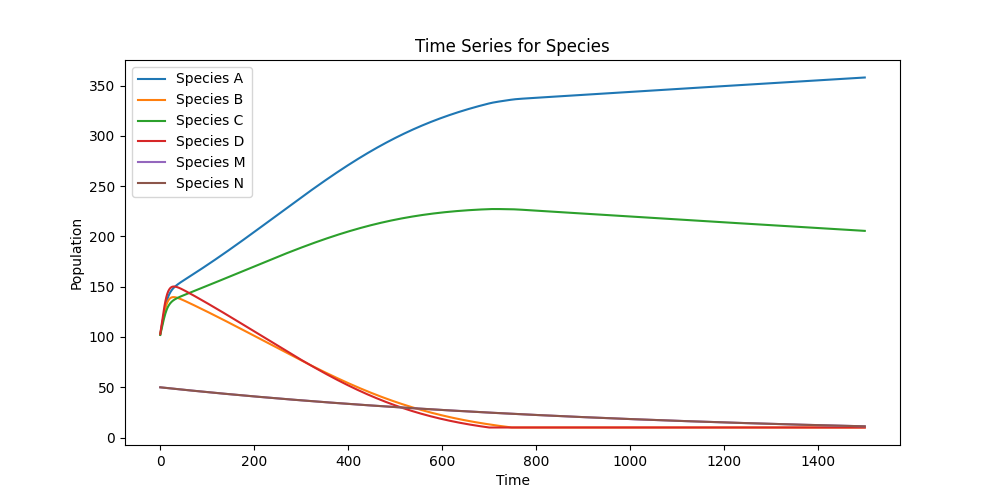 Time Series for Species
Species A
Species B
Species C
Species D
Species M
Species N
Population
350
300
250
200
150
100
50
0
0 200 400 600 800 1000 1200 1400
Time